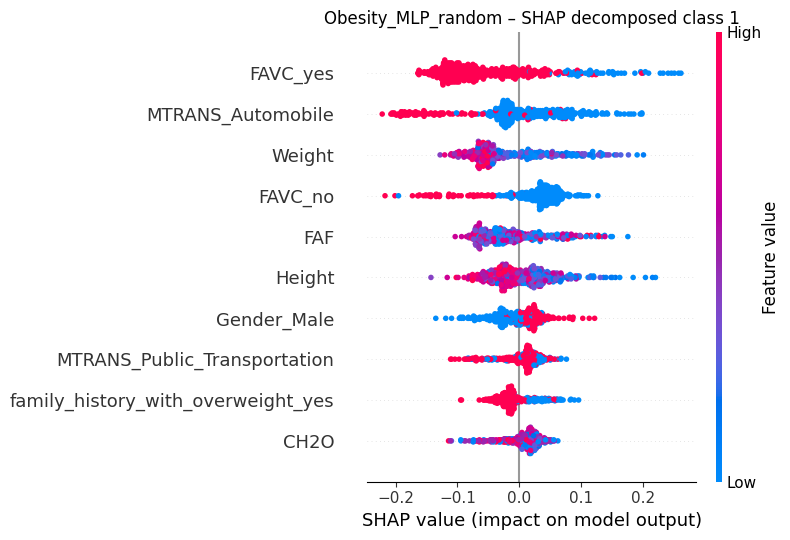 Obesity_MLP_random – SHAP decomposed class 1
High
FAVC_yes
MTRANS_Automobile
Weight
FAVC_no
FAF
Height
Gender_Male
MTRANS_Public_Transportation
family_history_with_overweight_yes
CH2O
Feature value
Low
−0.2 −0.1 0.0 0.1 0.2
SHAP value (impact on model output)